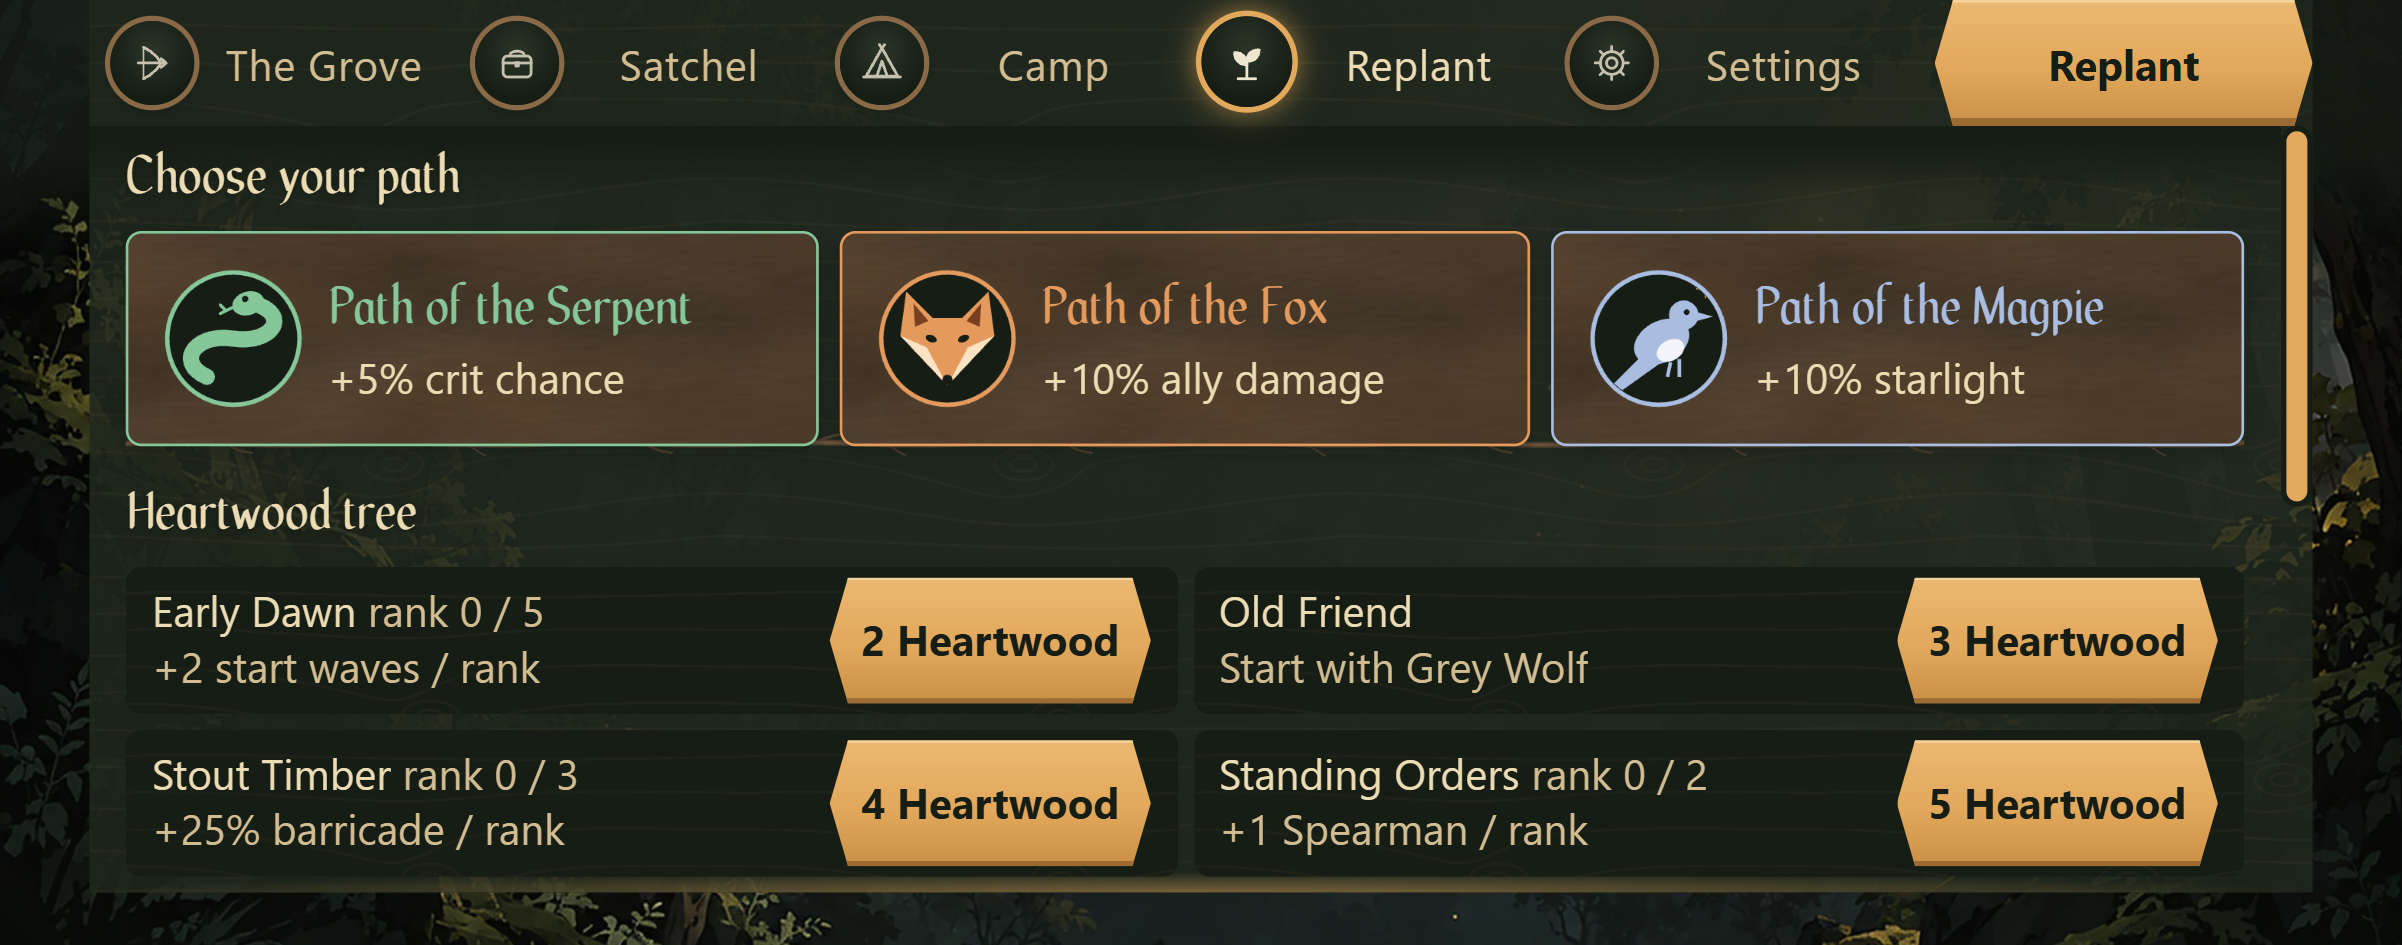 The Grove Satchel Camp Replant Settings Replant
Choose your path
Path of the Serpent
+5% crit chance
Path of the Fox
+10% ally damage
Path of the Magpie
+10% starlight
Heartwood tree
Early Dawn rank 0 / 5
+2 start waves / rank
2 Heartwood
Old Friend
Start with Grey Wolf
3 Heartwood
Stout Timber rank 0 / 3
+25% barricade / rank
4 Heartwood
Standing Orders rank 0 / 2
+1 Spearman / rank
5 Heartwood